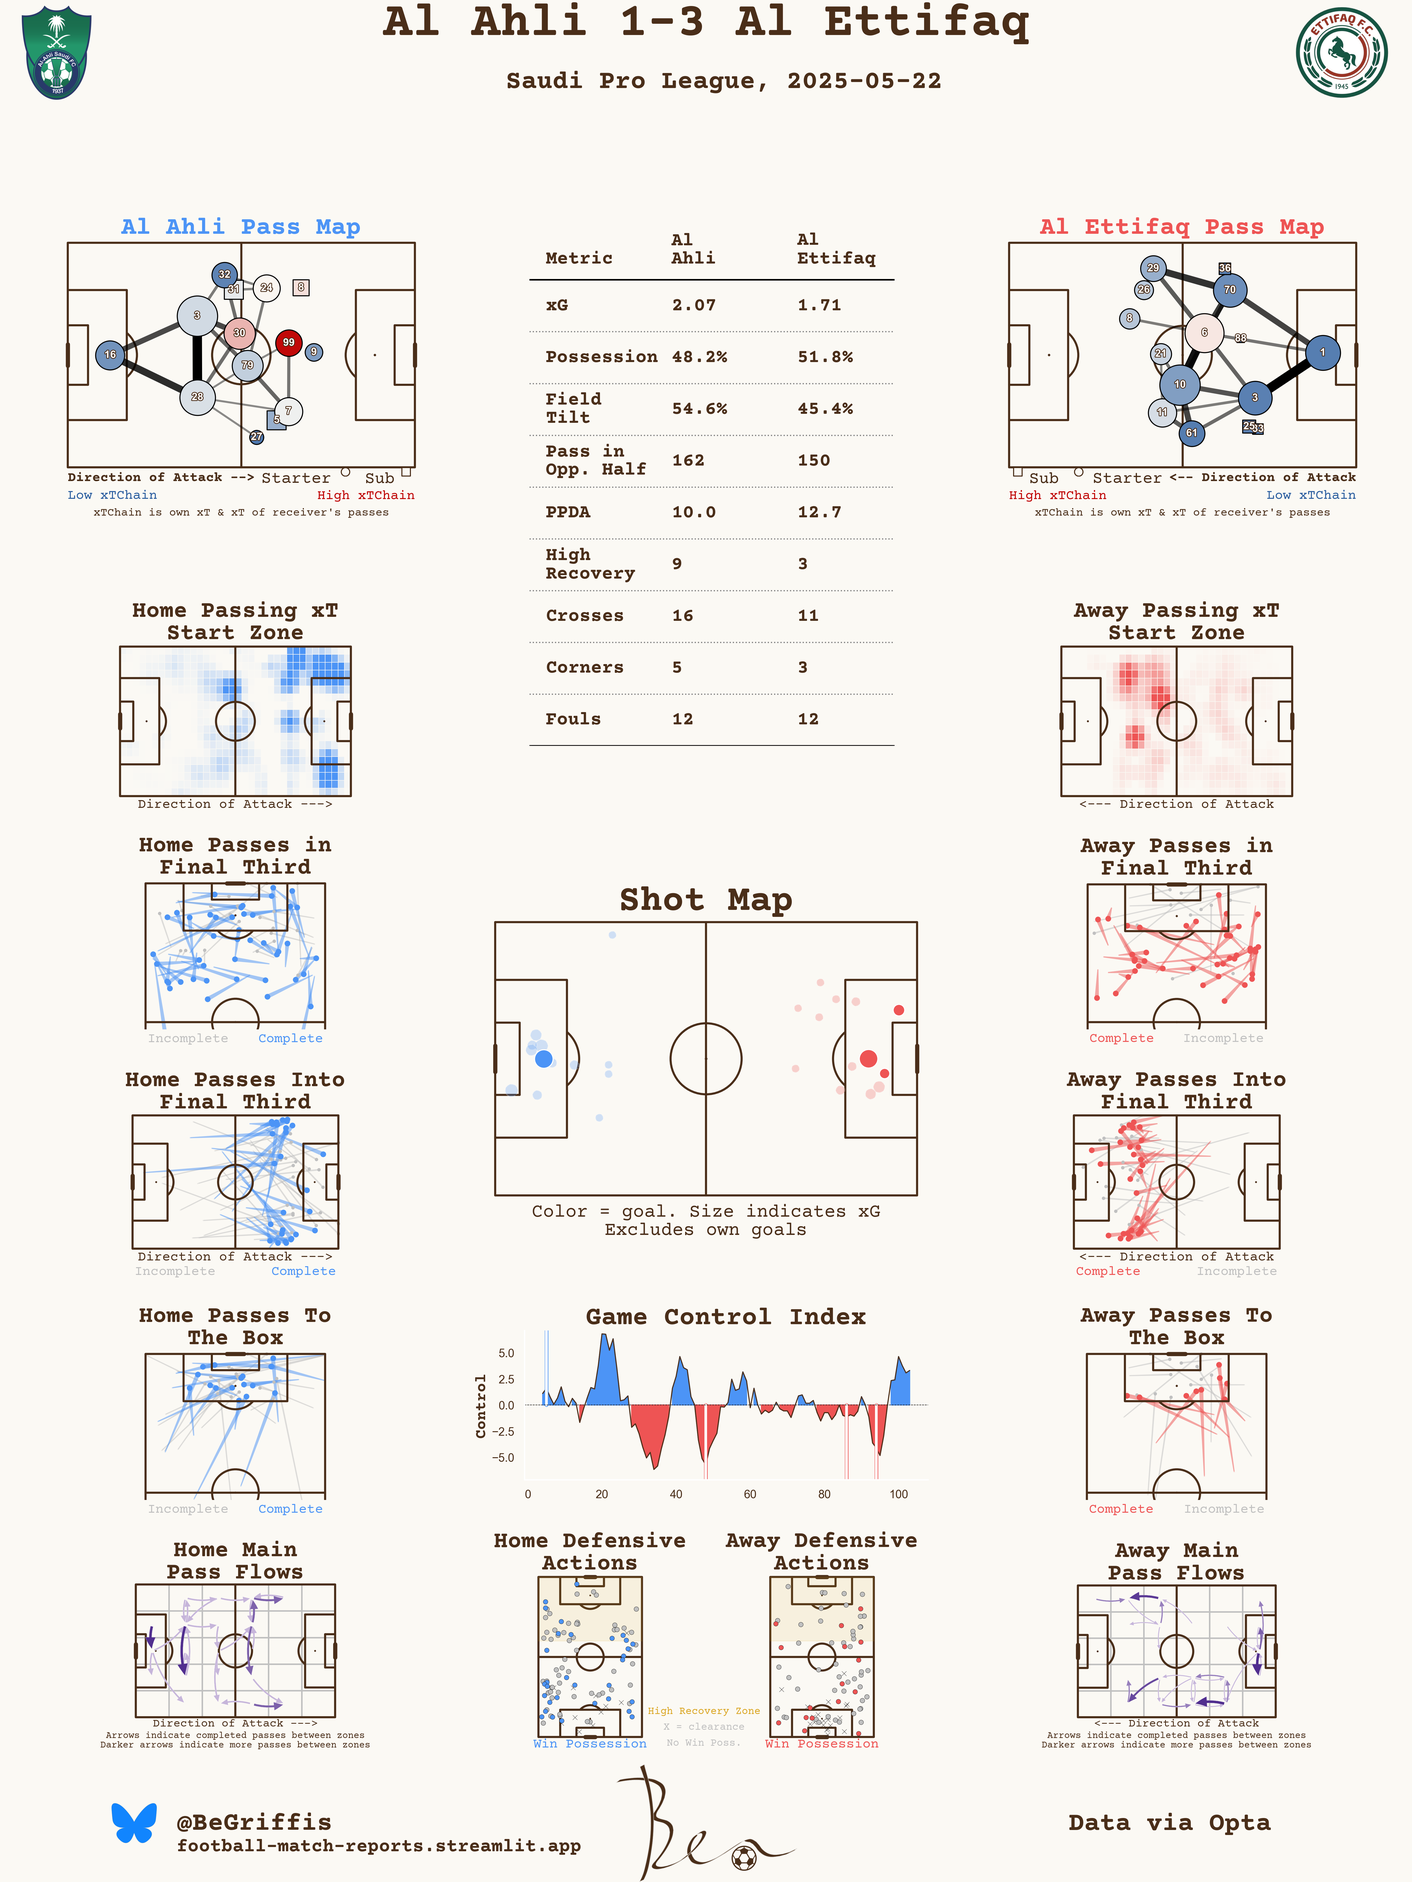 Al Ahli 1-3 Al Ettifaq
Saudi Pro League, 2025-05-22
Al-Ahli Saudi FC
1937
ETTIFAQ F.C.
1945
Al Ahli Pass Map
32
31
24
8
3
30
99
9
16
79
28
7
5
27
Direction of Attack --> Starter Sub
Low xTChain High xTChain
xTChain is own xT & xT of receiver's passes
Metric Al Ahli Al Ettifaq
xG 2.07 1.71
Possession 48.2% 51.8%
Field Tilt 54.6% 45.4%
Pass in Opp. Half 162 150
PPDA 10.0 12.7
High Recovery 9 3
Crosses 16 11
Corners 5 3
Fouls 12 12
Al Ettifaq Pass Map
29
36
26
70
8
6
88
21
1
10
3
11
61
25
33
Sub Starter <-- Direction of Attack
High xTChain Low xTChain
xTChain is own xT & xT of receiver's passes
Home Passing xT
Start Zone
Direction of Attack --->
Away Passing xT
Start Zone
<--- Direction of Attack
Home Passes in
Final Third
Incomplete Complete
Away Passes in
Final Third
Complete Incomplete
Shot Map
Color = goal. Size indicates xG
Excludes own goals
Home Passes Into
Final Third
Direction of Attack --->
Incomplete Complete
Away Passes Into
Final Third
<--- Direction of Attack
Complete Incomplete
Home Passes To
The Box
Incomplete Complete
Game Control Index
Control
5.0
2.5
0.0
−2.5
−5.0
0 20 40 60 80 100
Away Passes To
The Box
Complete Incomplete
Home Main
Pass Flows
Direction of Attack --->
Arrows indicate completed passes between zones
Darker arrows indicate more passes between zones
Home Defensive
Actions
Win Possession
High Recovery Zone
X = clearance
No Win Poss.
Away Defensive
Actions
Win Possession
Away Main
Pass Flows
<--- Direction of Attack
Arrows indicate completed passes between zones
Darker arrows indicate more passes between zones
@BeGriffis
football-match-reports.streamlit.app
Ben
Data via Opta